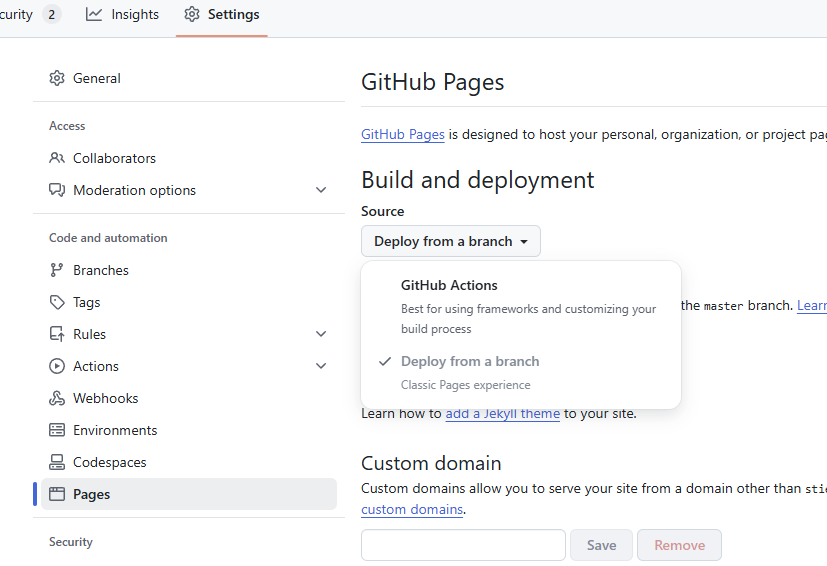 curity 2 Insights Settings
General
Access
Collaborators
Moderation options
Code and automation
Branches
Tags
Rules
Actions
Webhooks
Environments
Codespaces
Pages
Security
GitHub Pages
GitHub Pages is designed to host your personal, organization, or project pag
Build and deployment
Source
Deploy from a branch
GitHub Actions
Best for using frameworks and customizing your
build process
the master branch. Learn
Deploy from a branch
Classic Pages experience
Learn how to add a Jekyll theme to your site.
Custom domain
Custom domains allow you to serve your site from a domain other than stic
custom domains.
Save Remove